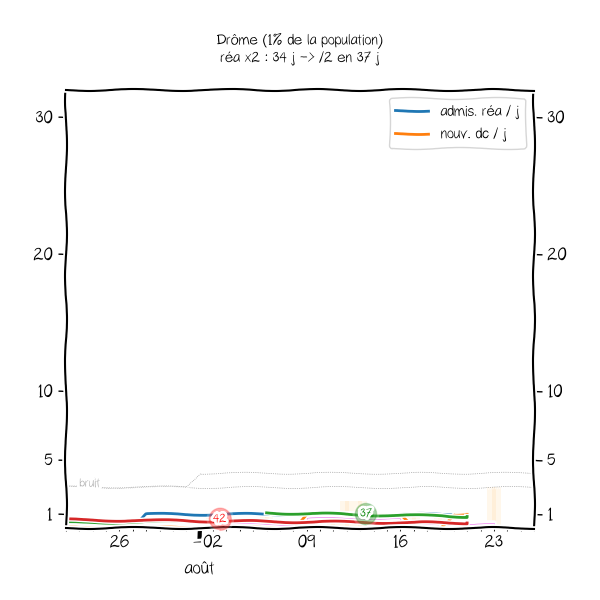 Drôme (1% de la population)
réa x2 : 34 j -> /2 en 37 j
admis. réa / j
nouv. dc / j
30
30
20
20
10
10
5
5
bruit
1
1
42
37
26
02
09
16
23
août